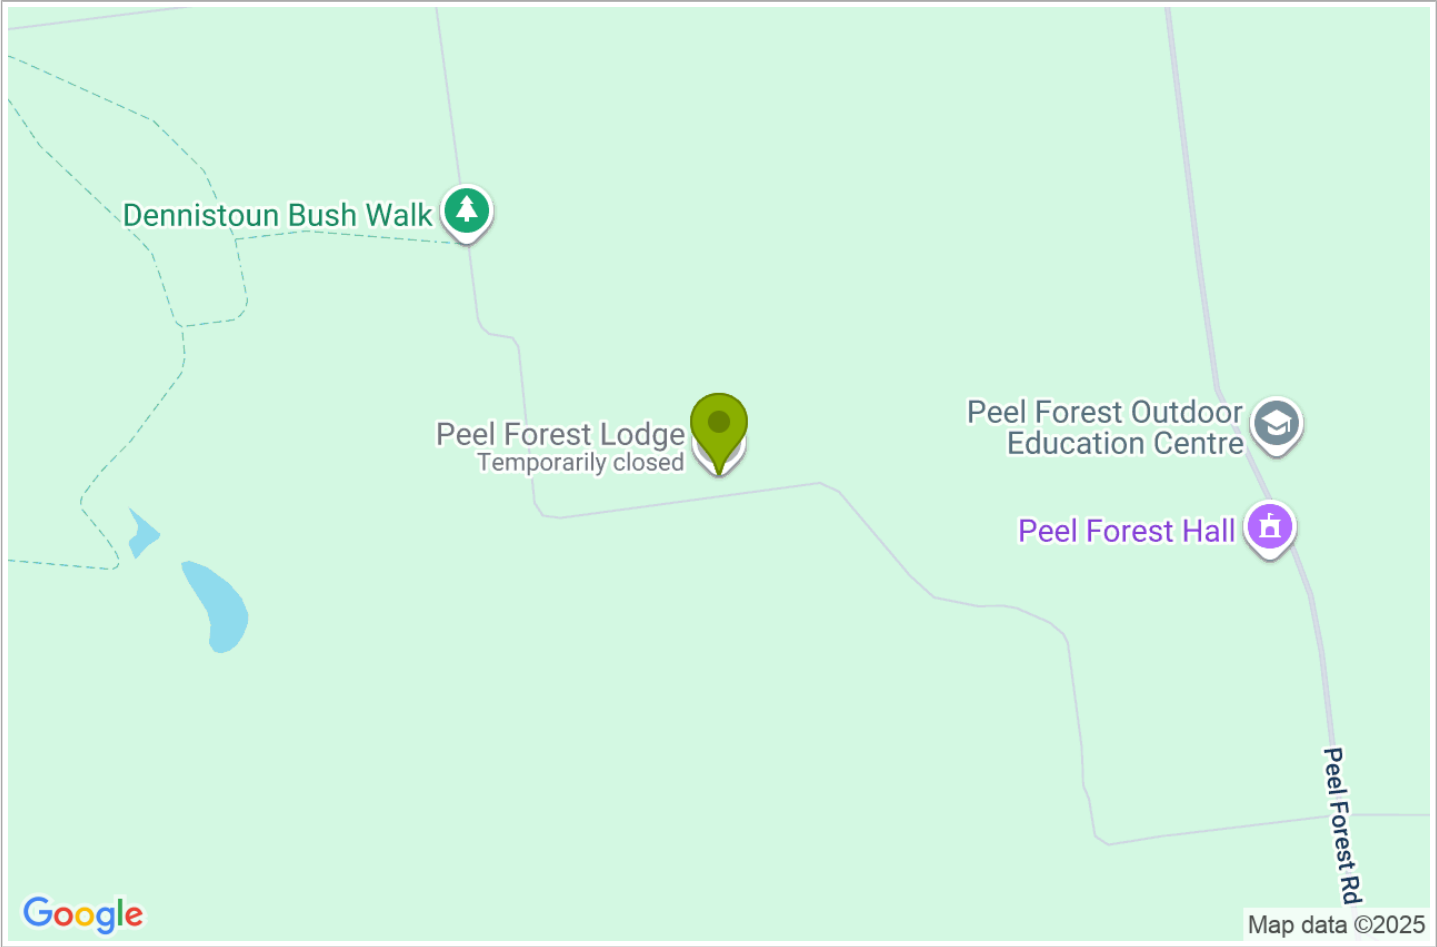 Dennistoun Bush Walk
Peel Forest Lodge
Temporarily closed
Peel Forest Outdoor
Education Centre
Peel Forest Hall
Peel Forest Rd
Google
Map data ©2025